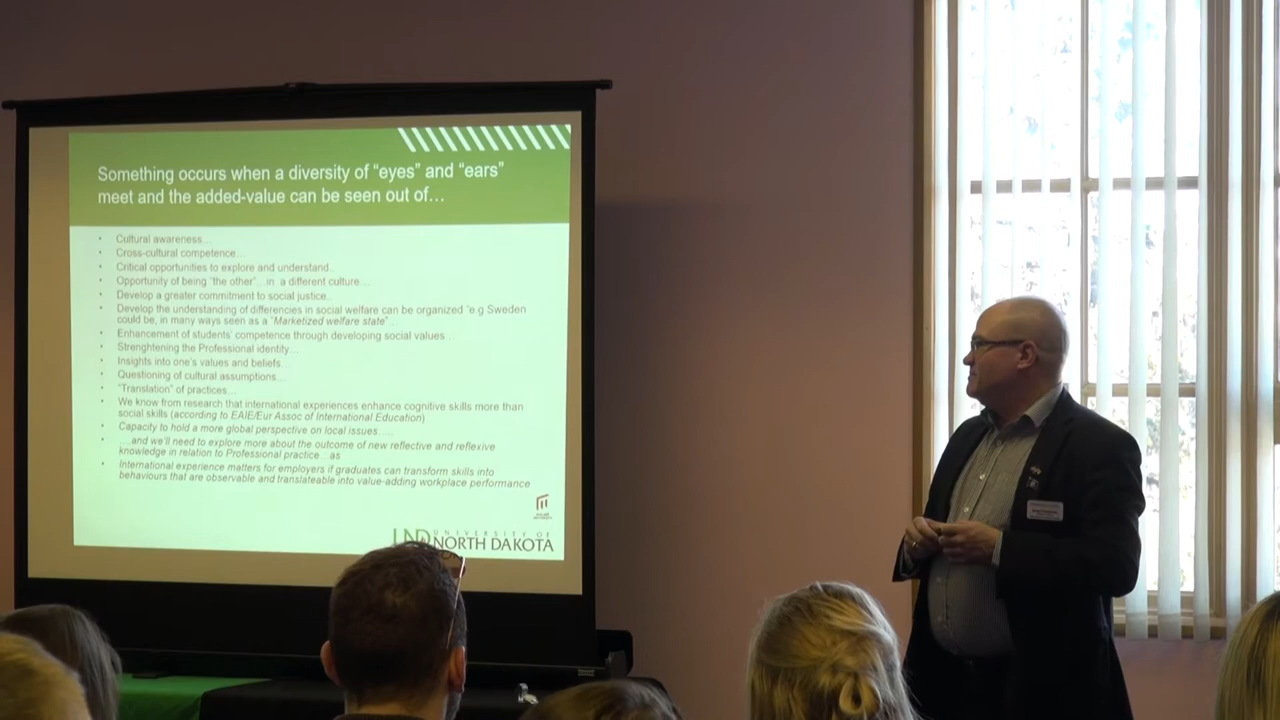 Something occurs when a diversity of “eyes” and “ears”
meet and the added-value can be seen out of…
• Cultural awareness…
• Cross-cultural competence…
• Critical opportunities to explore and understand..
• Opportunity of being “the other”…in a different culture…
• Develop a greater commitment to social justice..
• Develop the understanding of differencies in social welfare can be organized “e.g Sweden
could be, in many ways seen as a “Marketized welfare state”…
• Enhancement of students’ competence through developing social values…
• Strenghtening the Professional identity…
• Insights into one’s values and beliefs.
• Questioning of cultural assumptions…
• “Translation” of practices…
• We know from research that international experiences enhance cognitive skills more than
social skills (according to EAIE/Eur Assoc of International Education)
• Capacity to hold a more global perspective on local issues…..
• ….and we’ll need to explore more about the outcome of new reflective and reflexive
knowledge in relation to Professional practice…as
• International experience matters for employers if graduates can transform skills into
behaviours that are observable and translateable into value-adding workplace performance
UND UNIVERSITY OF
NORTH DAKOTA